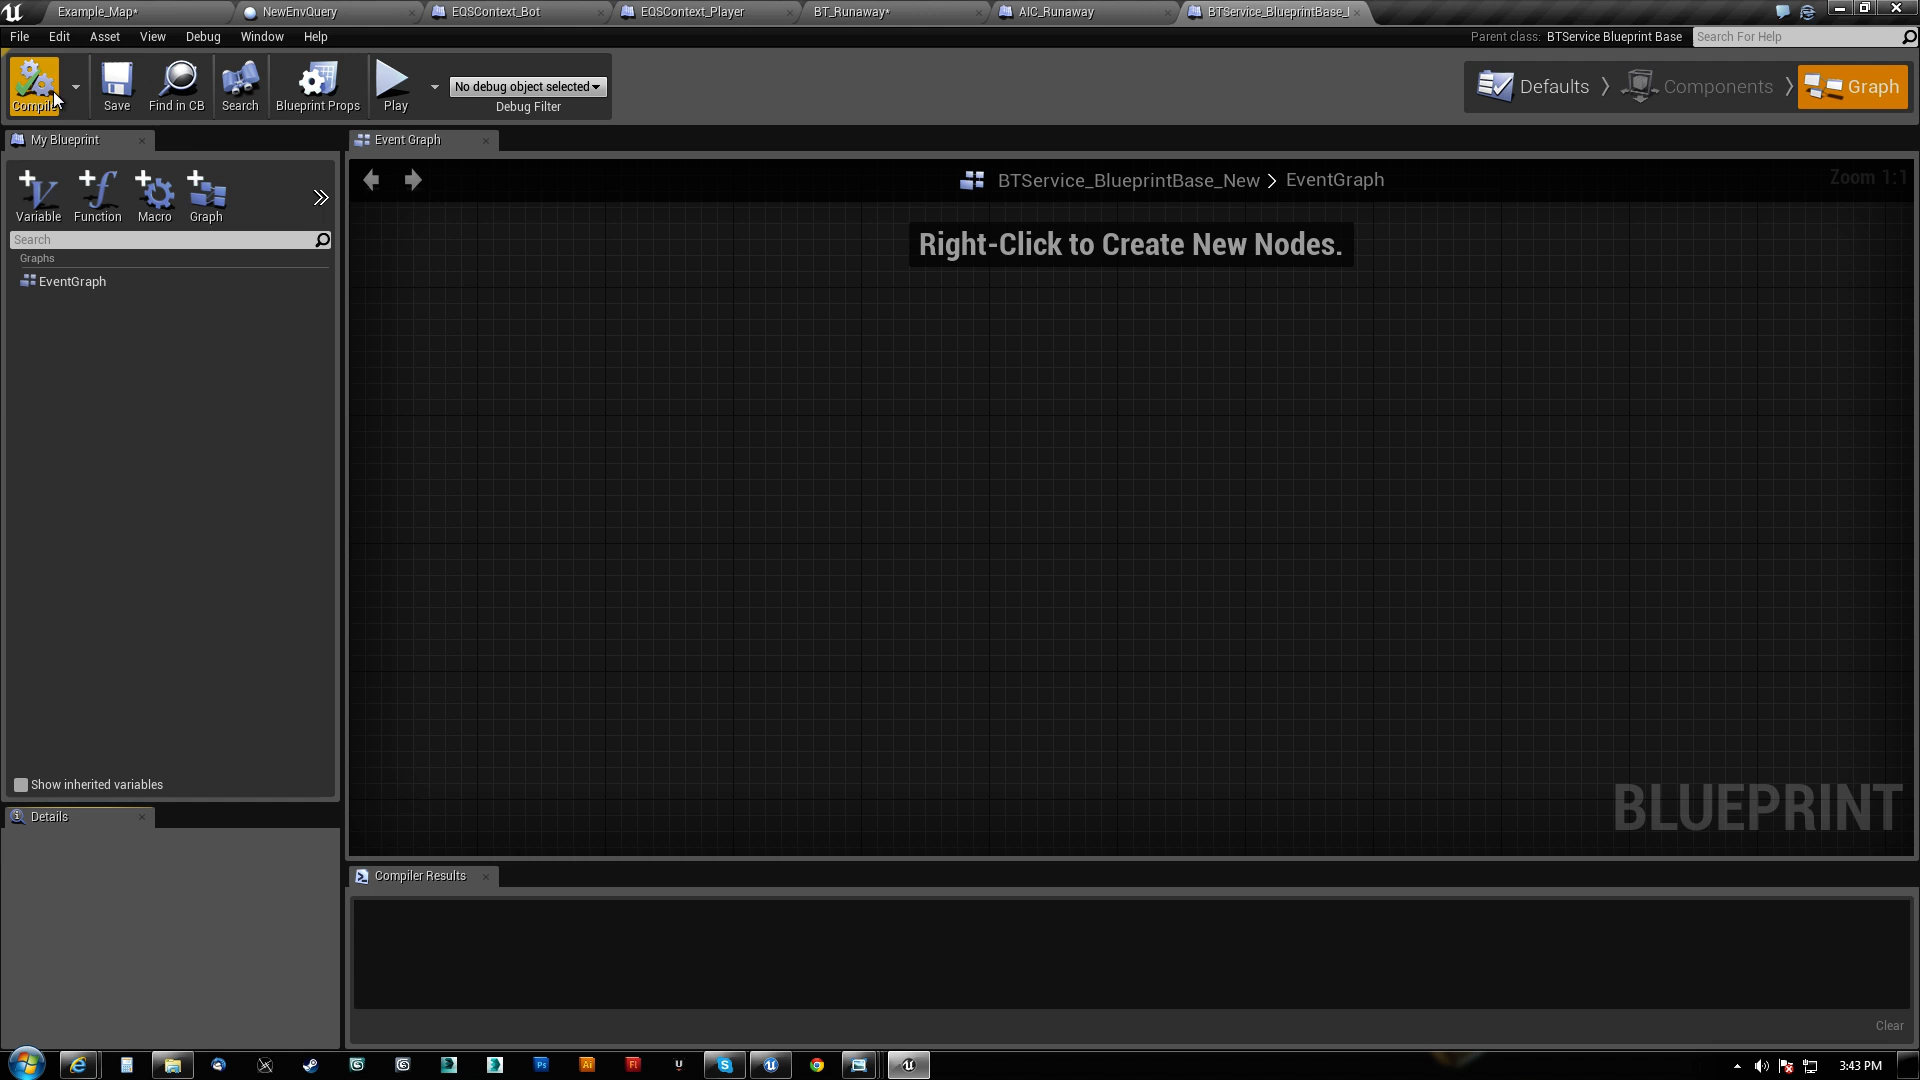 Example_Map*
NewEnvQuery
EQSContext_Bot
EQSContext_Player
BT_Runaway*
AIC_Runaway
BTService_BlueprintBase_
File Edit Asset View Debug Window Help
Parent class: BTService Blueprint Base
Search For Help
Compile
Save
Find in CB
Search
Blueprint Props
Play
No debug object selected
Debug Filter
Defaults
Components
Graph
My Blueprint
Event Graph
Variable
Function
Macro
Graph
BTService_BlueprintBase_New > EventGraph
Zoom 1:1
Search
Graphs
EventGraph
Right-Click to Create New Nodes.
Show inherited variables
BLUEPRINT
Details
Compiler Results
Clear
3:43 PM